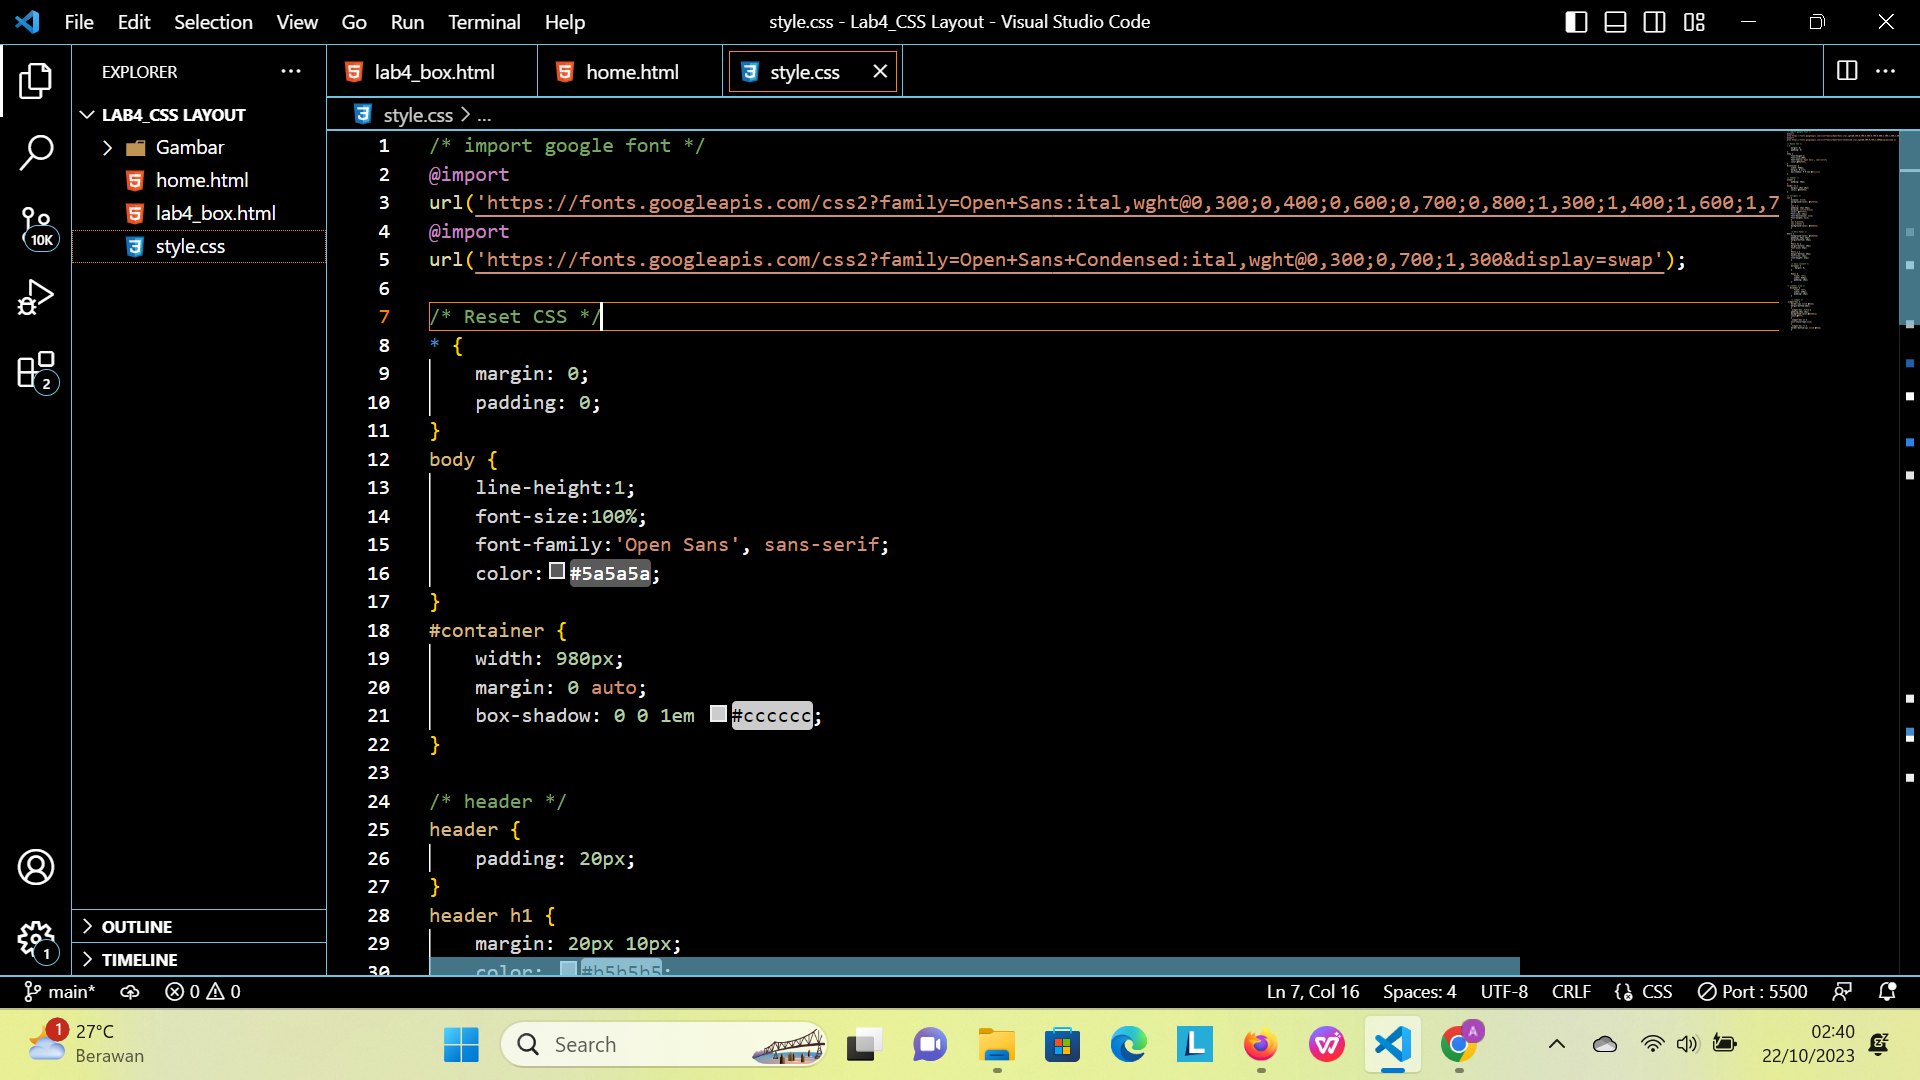 File Edit Selection View Go Run Terminal Help
style.css - Lab4_CSS Layout - Visual Studio Code
EXPLORER
LAB4_CSS LAYOUT
Gambar
home.html
lab4_box.html
style.css
10K
2
1
OUTLINE
TIMELINE
lab4_box.html home.html style.css
style.css > ...
1 /* import google font */
2 @import
3 url('https://fonts.googleapis.com/css2?family=Open+Sans:ital,wght@0,300;0,400;0,600;0,700;0,800;1,300;1,400;1,600;1,7
4 @import
5 url('https://fonts.googleapis.com/css2?family=Open+Sans+Condensed:ital,wght@0,300;0,700;1,300&display=swap');
6
7 /* Reset CSS */
8 * {
9 margin: 0;
10 padding: 0;
11 }
12 body {
13 line-height:1;
14 font-size:100%;
15 font-family:'Open Sans', sans-serif;
16 color:#5a5a5a;
17 }
18 #container {
19 width: 980px;
20 margin: 0 auto;
21 box-shadow: 0 0 1em #cccccc;
22 }
23
24 /* header */
25 header {
26 padding: 20px;
27 }
28 header h1 {
29 margin: 20px 10px;
30 color: #b5b5b5;
main* 0 0
Ln 7, Col 16 Spaces: 4 UTF-8 CRLF CSS Port : 5500
1 27°C
Berawan
Search
A
02:40
22/10/2023